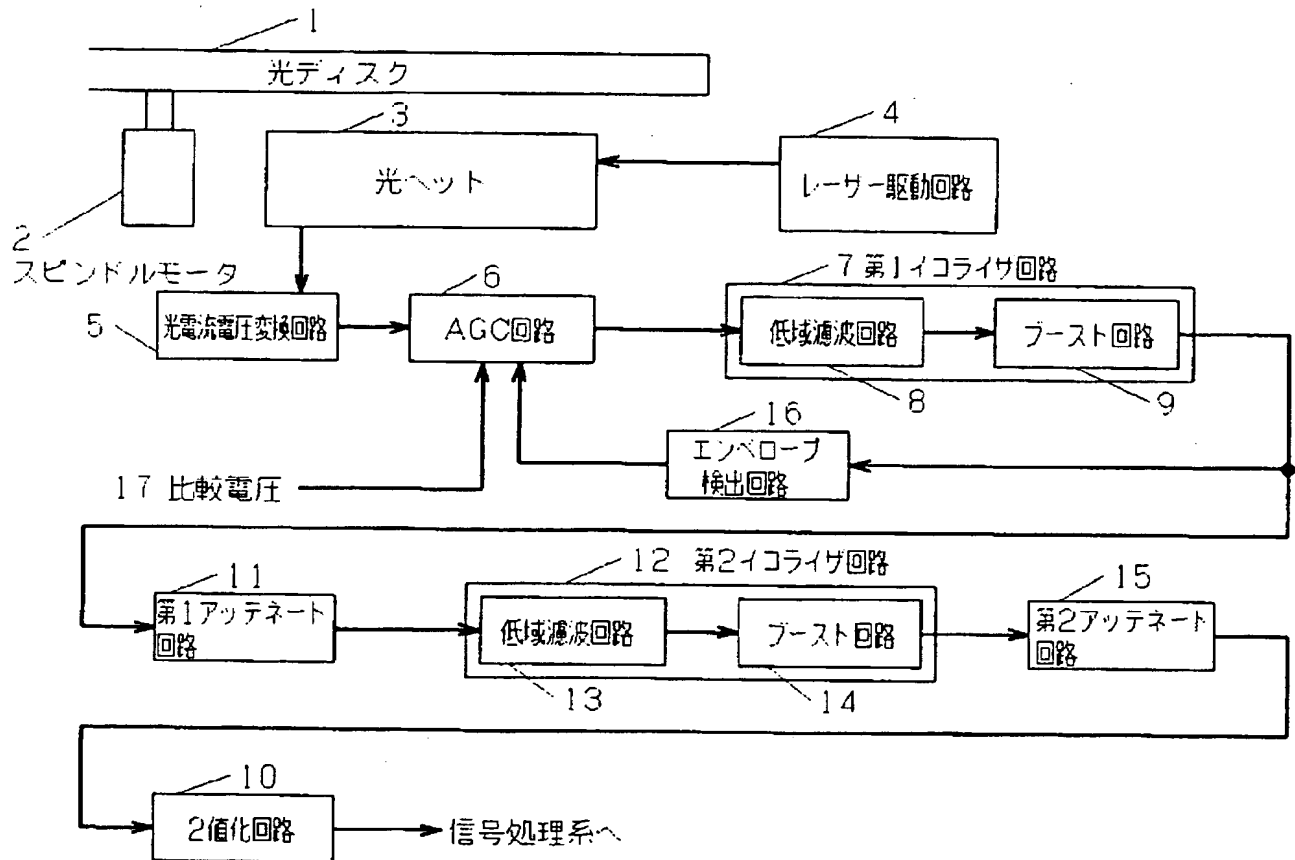 1
光ディスク
3
4
光ヘット
レーザー駆動回路
2
スピンドルモータ
7 第1イコライザ回路
6
光電流電圧変換回路
AGC回路
低域濾波回路
ブースト回路
5
8
9
16
エンベロープ
検出回路
17 比較電圧
12 第2イコライザ回路
11
15
第1アッテネート
回路
低域濾波回路
ブースト回路
第2アッテネート
回路
13
14
10
2値化回路
信号処理系へ